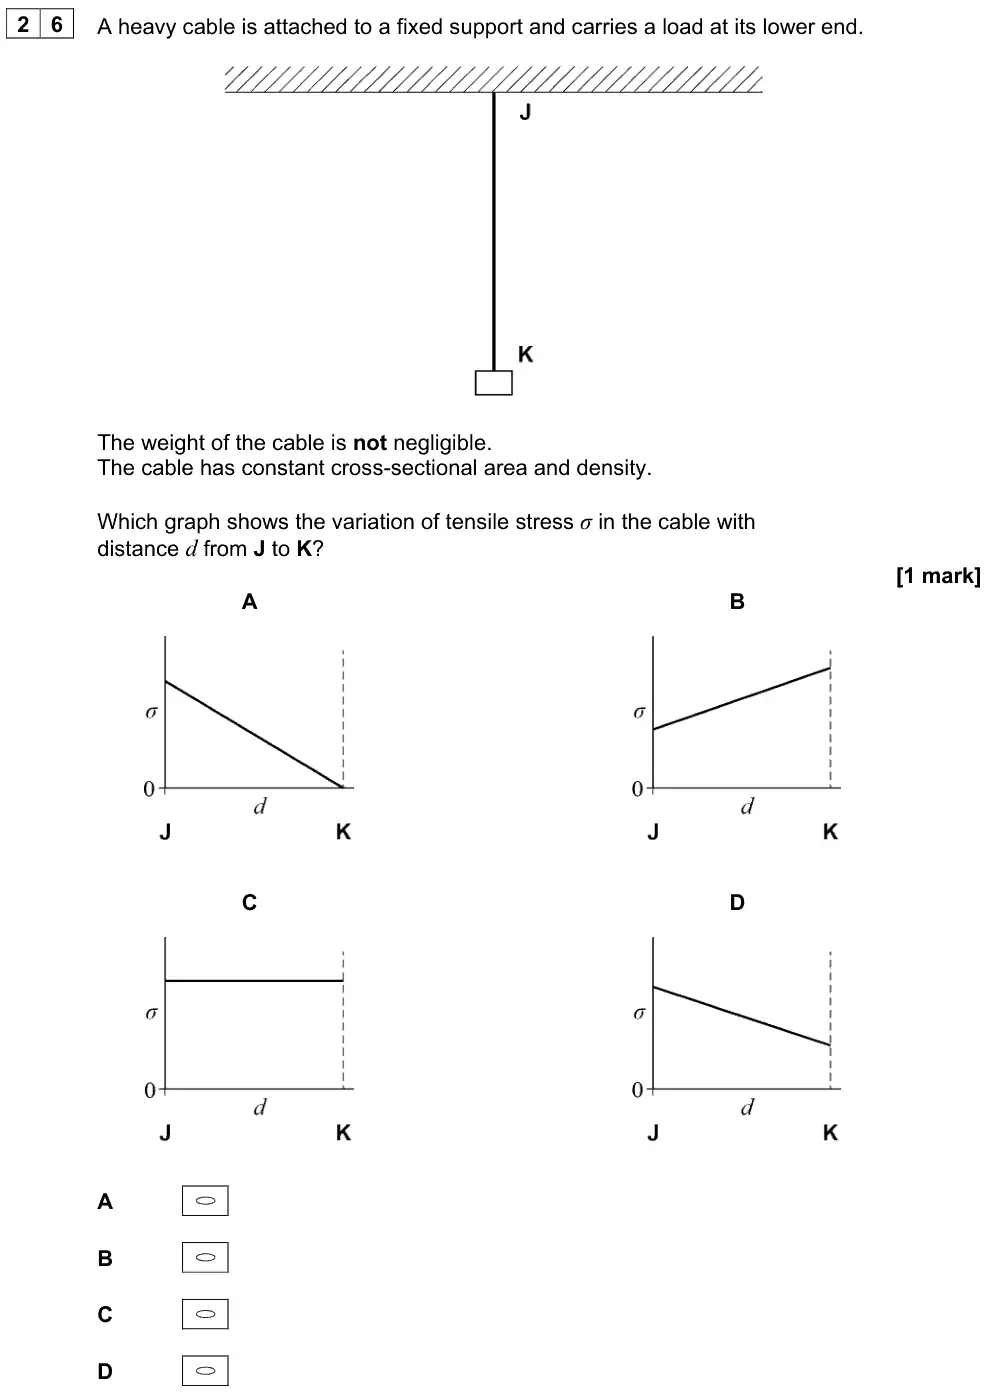 2 6 A heavy cable is attached to a fixed support and carries a load at its lower end.
J
K
The weight of the cable is not negligible.
The cable has constant cross-sectional area and density.
Which graph shows the variation of tensile stress σ in the cable with
distance d from J to K?
[1 mark]
A B
σ σ
0 0
d d
J K J K
C D
σ σ
0 0
d d
J K J K
A
B
C
D